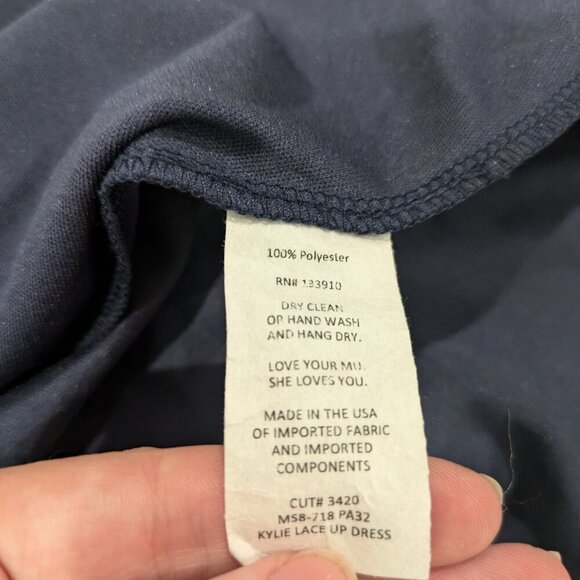 100% Polyester
RN# 133910
DRY CLEAN
OR HAND WASH
AND HANG DRY.
LOVE YOUR MU.
SHE LOVES YOU.
MADE IN THE USA
OF IMPORTED FABRIC
AND IMPORTED
COMPONENTS
CUT# 3420
MS8-718 PA32
KYLIE LACE UP DRESS